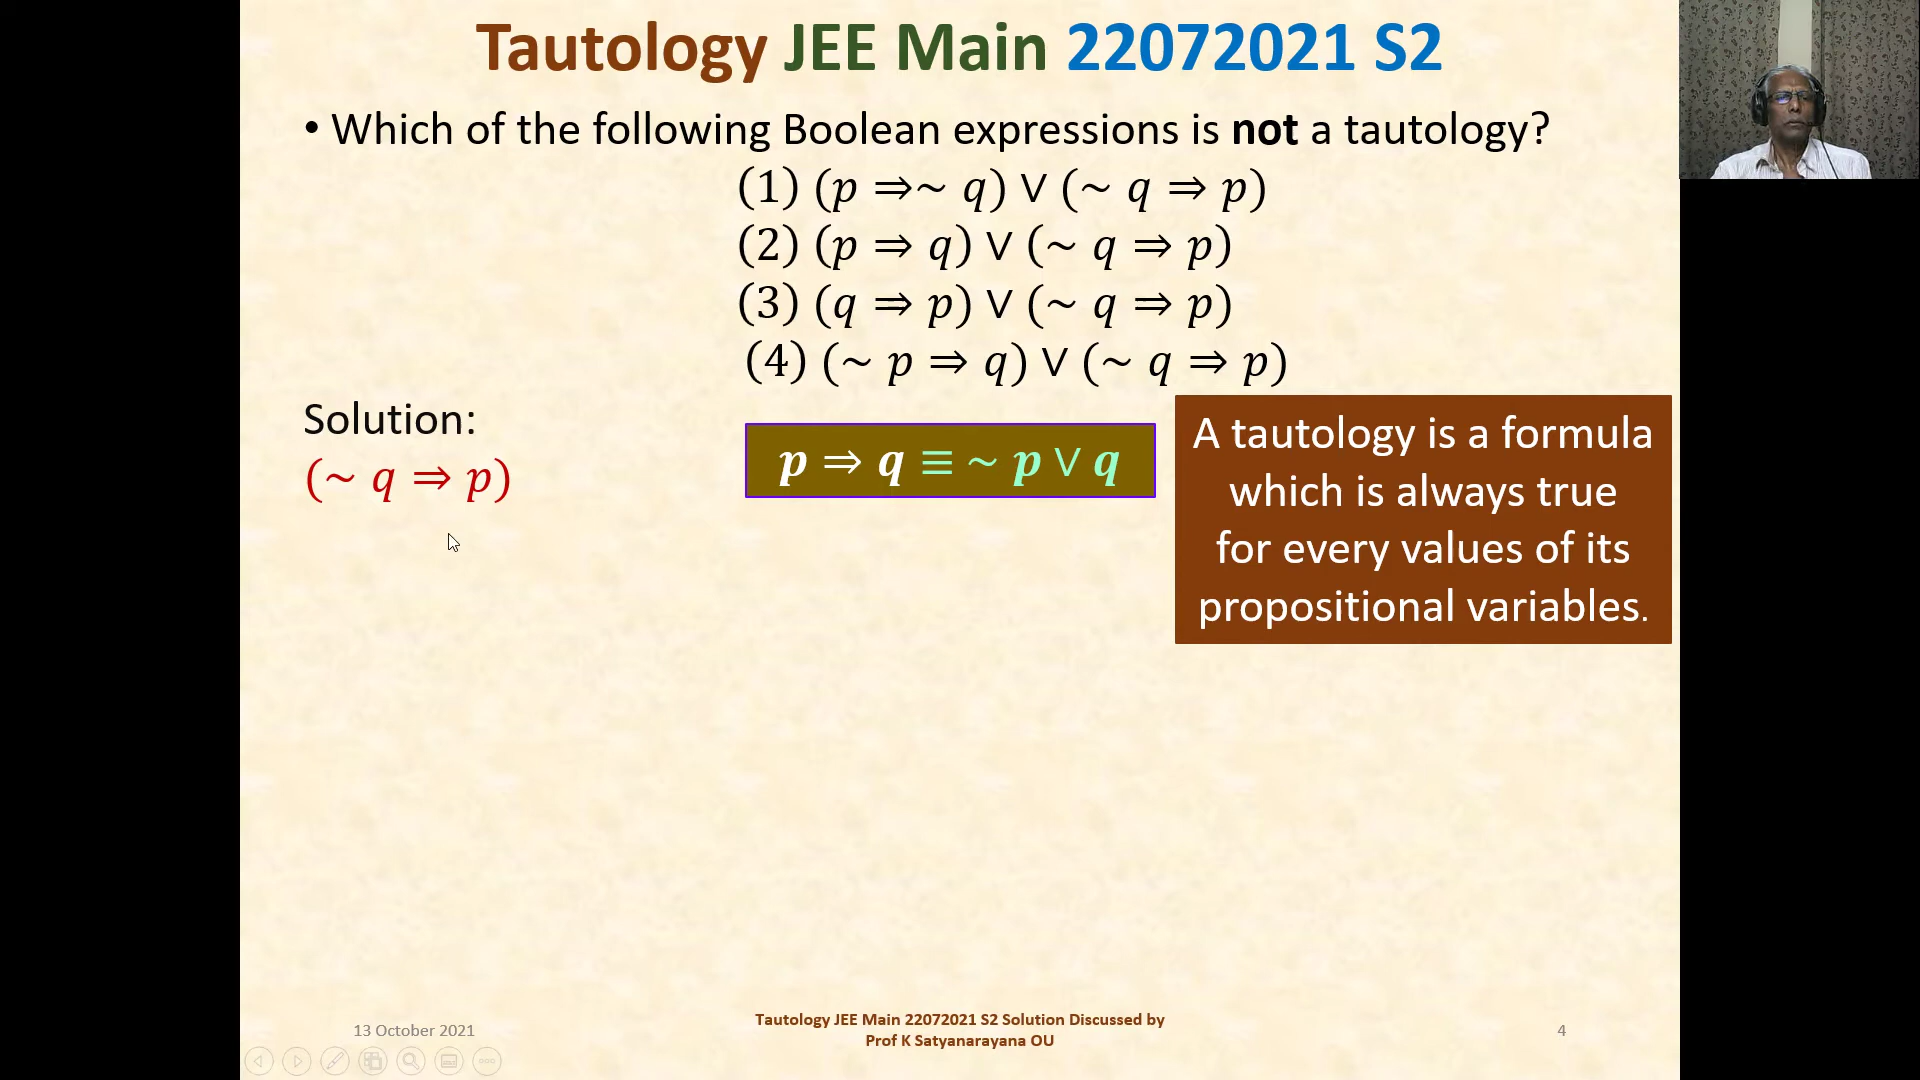 Tautology JEE Main 22072021 S2
• Which of the following Boolean expressions is not a tautology?
(1) (p ⇒∼ q) ∨ (∼ q ⇒ p)
(2) (p ⇒ q) ∨ (∼ q ⇒ p)
(3) (q ⇒ p) ∨ (∼ q ⇒ p)
(4) (∼ p ⇒ q) ∨ (∼ q ⇒ p)
Solution:
(∼ q ⇒ p)
p ⇒ q ≡ ∼ p ∨ q
A tautology is a formula
which is always true
for every values of its
propositional variables.
13 October 2021
Tautology JEE Main 22072021 S2 Solution Discussed by
Prof K Satyanarayana OU
4